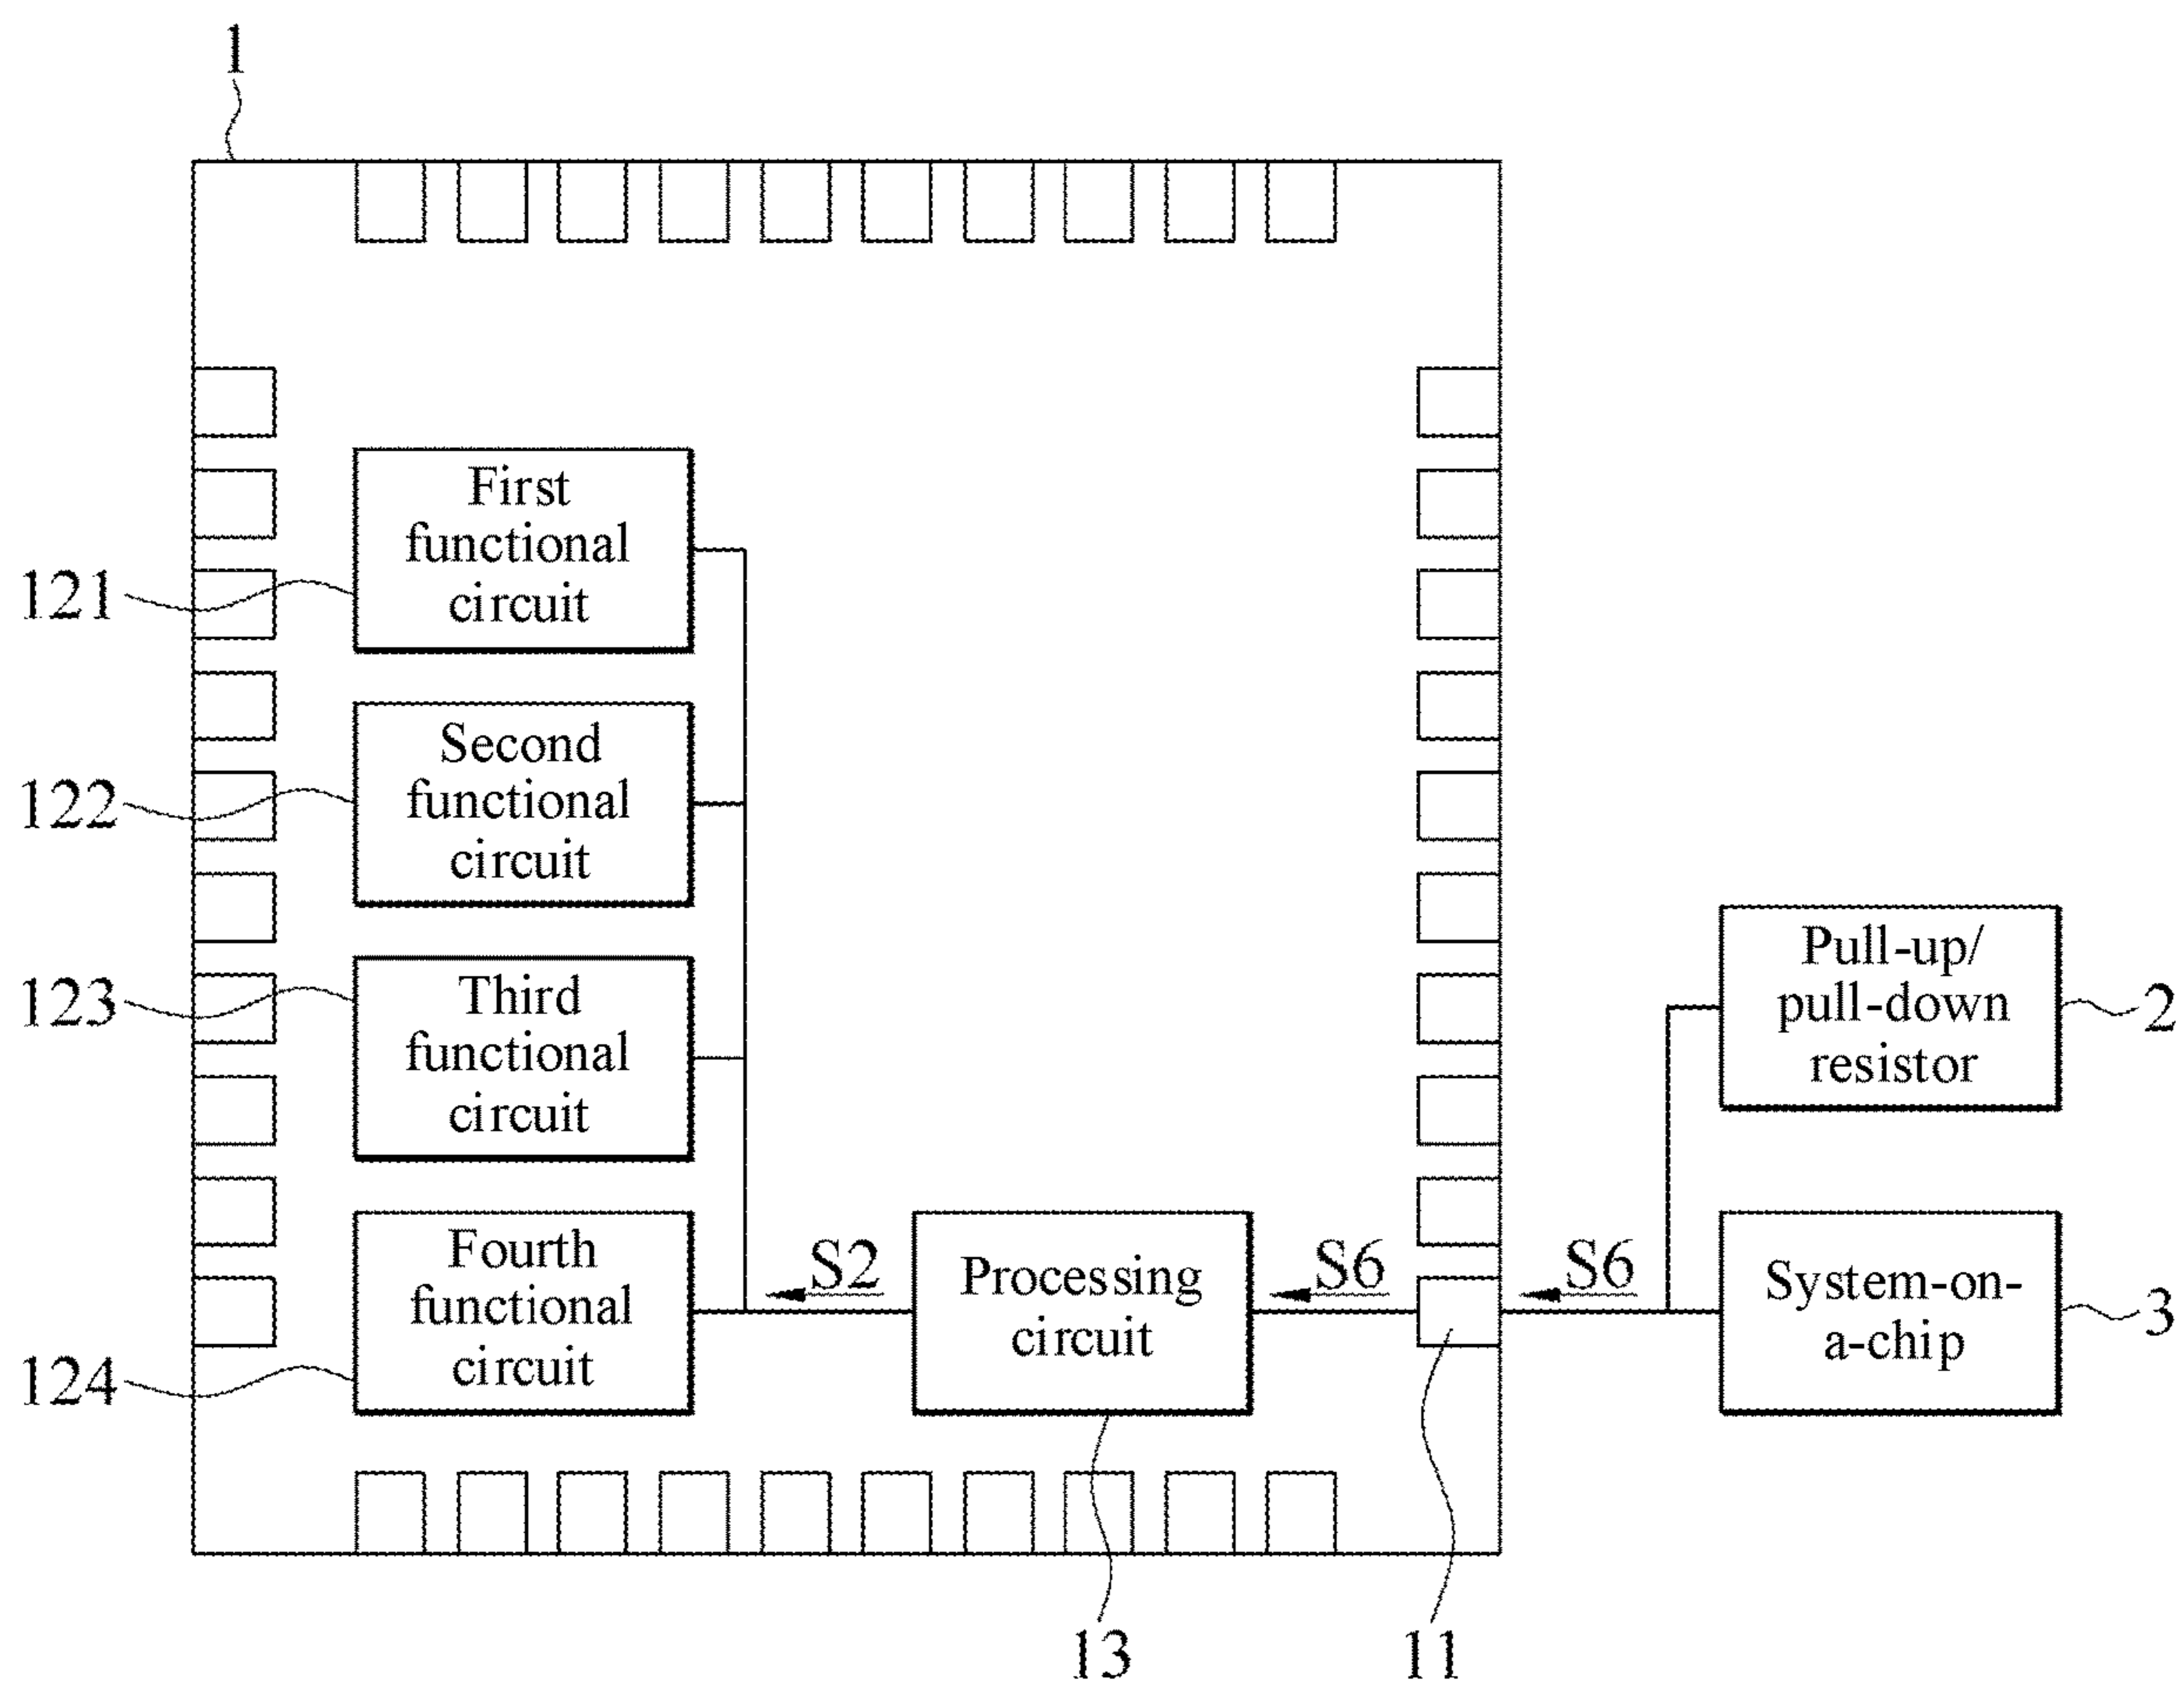 1
First
functional
circuit
121
Second
functional
circuit
122
Third
functional
circuit
123
Pull-up/
pull-down
resistor
2
Fourth
functional
circuit
124
S2
Processing
circuit
S6
S6
System-on-
a-chip
3
13
11